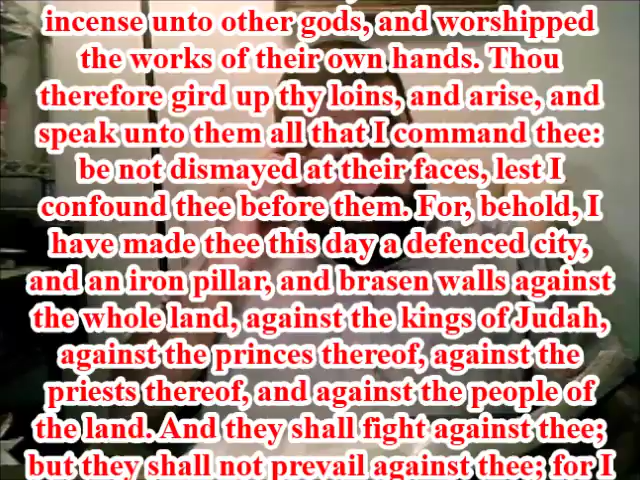 incense unto other gods, and worshipped
the works of their own hands. Thou
therefore gird up thy loins, and arise, and
speak unto them all that I command thee:
be not dismayed at their faces, lest I
confound thee before them. For, behold, I
have made thee this day a defenced city,
and an iron pillar, and brasen walls against
the whole land, against the kings of Judah,
against the princes thereof, against the
priests thereof, and against the people of
the land. And they shall fight against thee;
but they shall not prevail against thee; for I